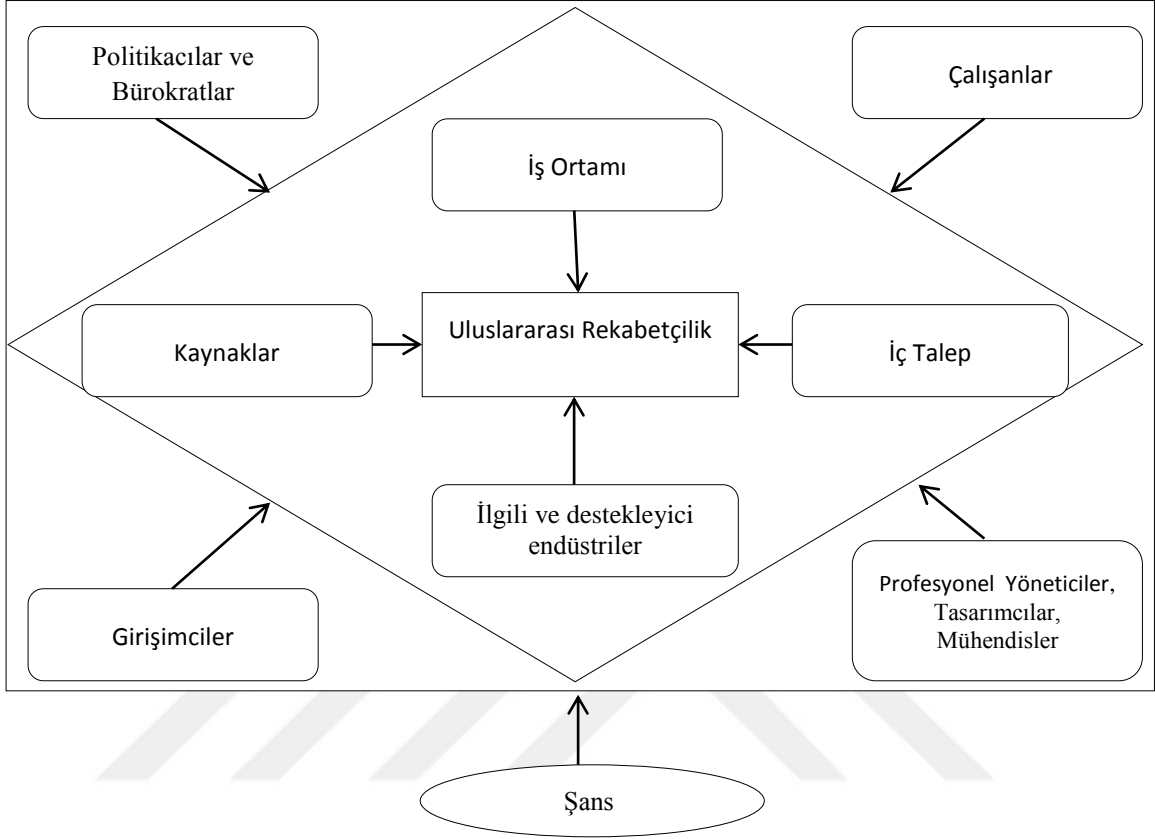 Politikacılar ve
Bürokratlar
Çalışanlar
İş Ortamı
Kaynaklar
Uluslararası Rekabetçilik
İç Talep
İlgili ve destekleyici
endüstriler
Girişimciler
Profesyonel Yöneticiler,
Tasarımcılar,
Mühendisler
Şans